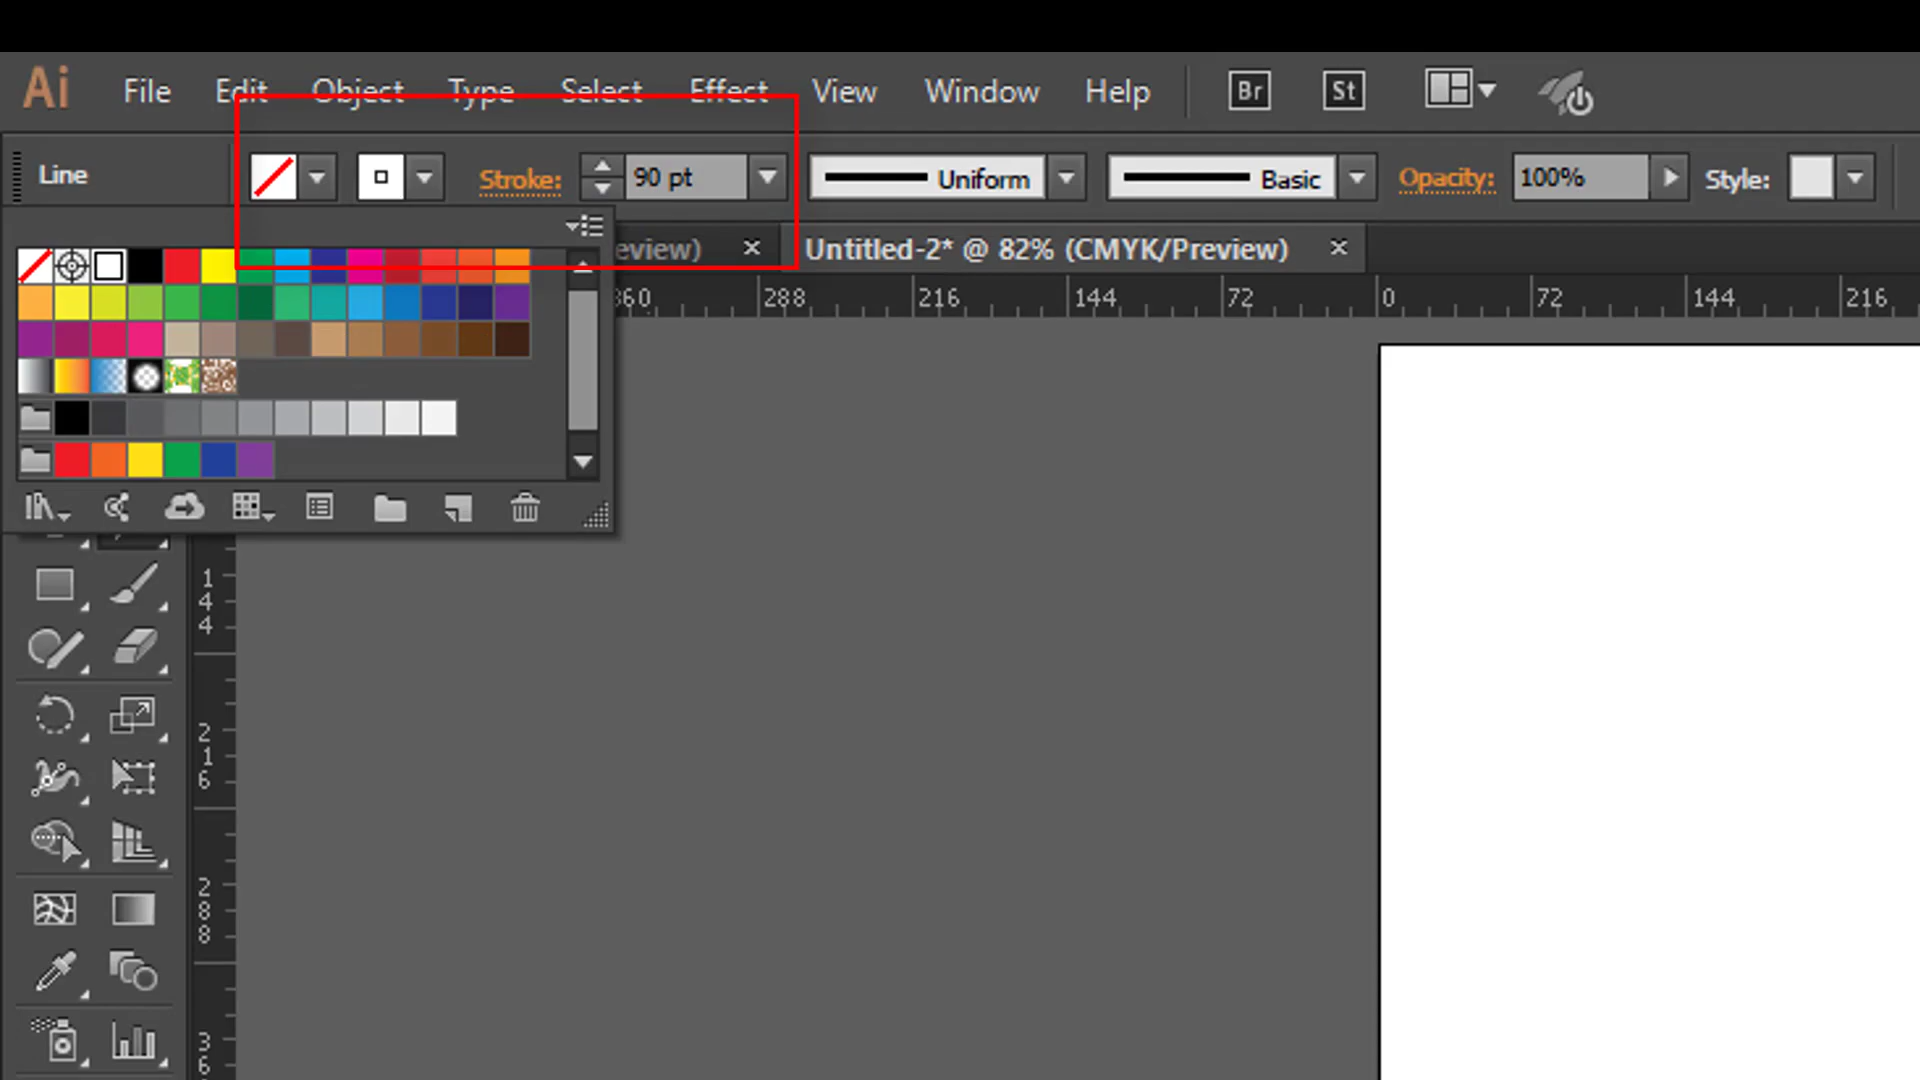 Ai File Edit Object Type Select Effect View Window Help Br St
Line Stroke: 90 pt Uniform Basic Opacity: 100% Style:
eview) × Untitled-2* @ 82% (CMYK/Preview) ×
360 288 216 144 72 0 72 144 216
144
216
288
36